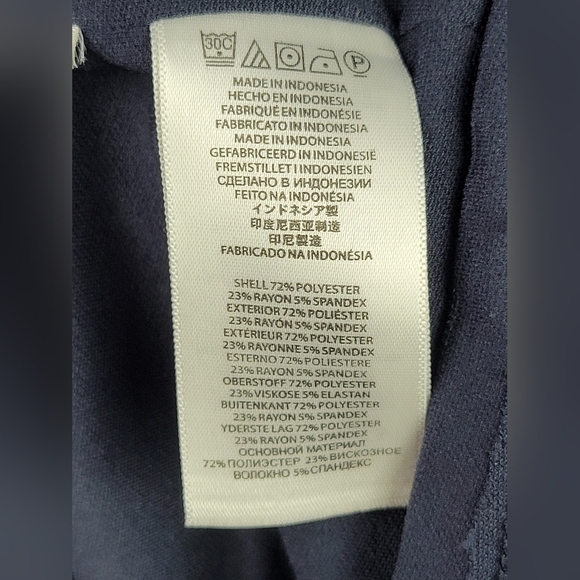 30C P
MADE IN INDONESIA
HECHO EN INDONESIA
FABRIQUÉ EN INDONÉSIE
FABBRICATO IN INDONESIA
MADE IN INDONESIA
GEFABRICEERD IN INDONESIË
FREMSTILLET I INDONESIEN
СДЕЛАНО В ИНДОНЕЗИИ
FEITO NA INDONÉSIA
インドネシア製
印度尼西亚制造
印尼製造
FABRICADO NA INDONÉSIA
SHELL 72% POLYESTER
23% RAYON 5% SPANDEX
EXTERIOR 72% POLIÉSTER
23% RAYÓN 5% SPANDEX
EXTÉRIEUR 72% POLYESTER
23% RAYONNE 5% SPANDEX
ESTERNO 72% POLIESTERE
23% RAYON 5% SPANDEX
OBERSTOFF 72% POLYESTER
23% VISKOSE 5% ELASTAN
BUITENKANT 72% POLYESTER
23% RAYON 5% SPANDEX
YDERSTE LAG 72% POLYESTER
23% RAYON 5% SPANDEX
ОСНОВНОЙ МАТЕРИАЛ
72% ПОЛИЭСТЕР 23% ВИСКОЗНОЕ
ВОЛОКНО 5% СПАНДЕКС